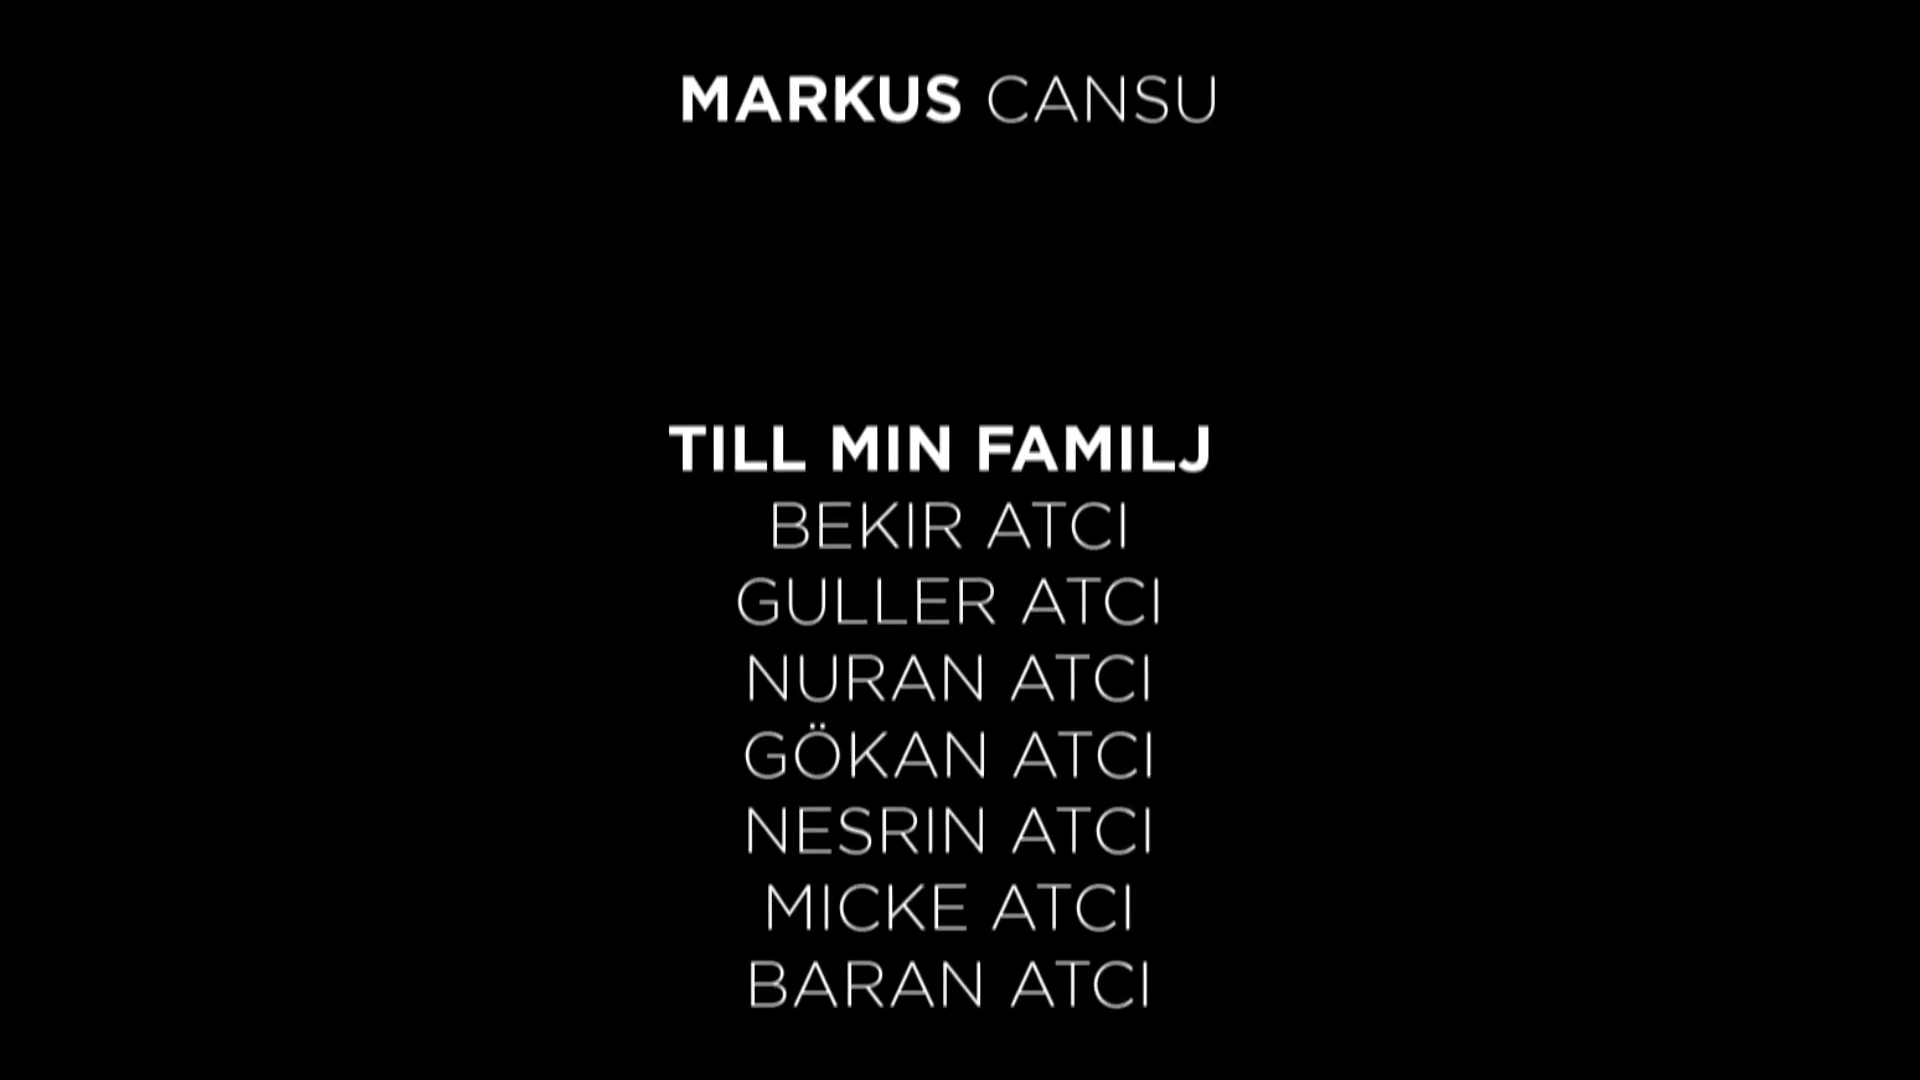 MARKUS CANSU
TILL MIN FAMILJ
BEKIR ATCI
GULLER ATCI
NURAN ATCI
GÖKAN ATCI
NESRIN ATCI
MICKE ATCI
BARAN ATCI